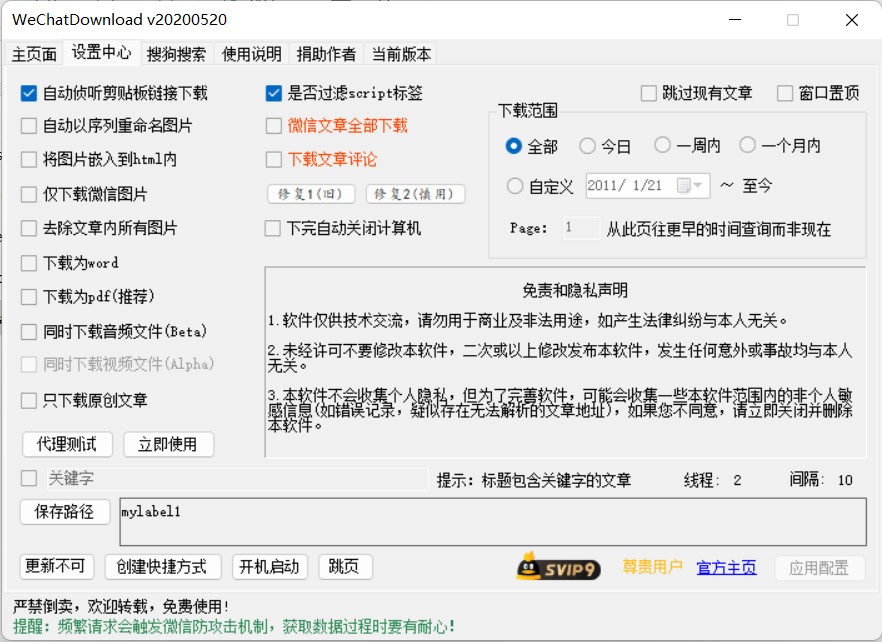 WeChatDownload v20200520
主页面 设置中心 搜狗搜索 使用说明 捐助作者 当前版本
自动侦听剪贴板链接下载 是否过滤script标签 跳过现有文章 窗口置顶
自动以序列重命名图片 微信文章全部下载
下载范围
全部 今日 一周内 一个月内
将图片嵌入到html内 下载文章评论
仅下载微信图片 修复1(旧) 修复2(慎用)
自定义 2011/ 1/21 ～ 至今
去除文章内所有图片 下完自动关闭计算机
Page: 1 从此页往更早的时间查询而非现在
下载为word
下载为pdf(推荐)
同时下载音频文件(Beta)
同时下载视频文件(Alpha)
只下载原创文章
代理测试 立即使用
免责和隐私声明
1.软件仅供技术交流，请勿用于商业及非法用途，如产生法律纠纷与本人无关。
2.未经许可不要修改本软件，二次或以上修改发布本软件，发生任何意外或事故均与本人
无关。
3.本软件不会收集个人隐私，但为了完善软件，可能会收集一些本软件范围内的非个人敏
感信息(如错误记录，疑似存在无法解析的文章地址)，如果您不同意，请立即关闭并删除
本软件。
关键字 提示：标题包含关键字的文章 线程： 2 间隔： 10
保存路径 mylabel1
更新不可 创建快捷方式 开机启动 跳页 SVIP9 尊贵用户 官方主页 应用配置
严禁倒卖，欢迎转载，免费使用！
提醒：频繁请求会触发微信防攻击机制，获取数据过程时要有耐心！